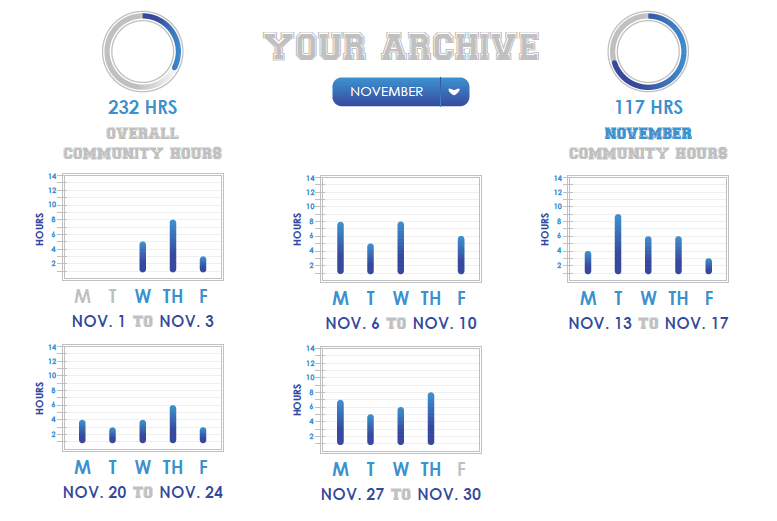 YOUR ARCHIVE
NOVEMBER
232 HRS
OVERALL
COMMUNITY HOURS
117 HRS
NOVEMBER
COMMUNITY HOURS
HOURS
14
12
10
8
6
4
2
M T W TH F
NOV. 1 TO NOV. 3
HOURS
14
12
10
8
6
4
2
M T W TH F
NOV. 6 TO NOV. 10
HOURS
14
12
10
8
6
4
2
M T W TH F
NOV. 13 TO NOV. 17
HOURS
14
12
10
8
6
4
2
M T W TH F
NOV. 20 TO NOV. 24
HOURS
14
12
10
8
6
4
2
M T W TH F
NOV. 27 TO NOV. 30